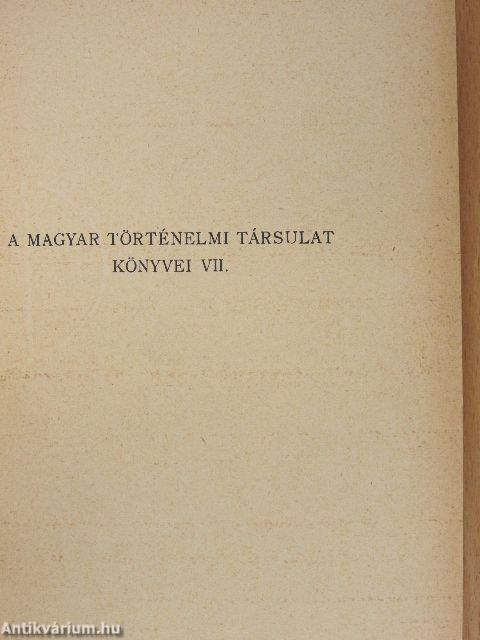 A MAGYAR TÖRTÉNELMI TÁRSULAT
KÖNYVEI VII.
Antikvárium.hu